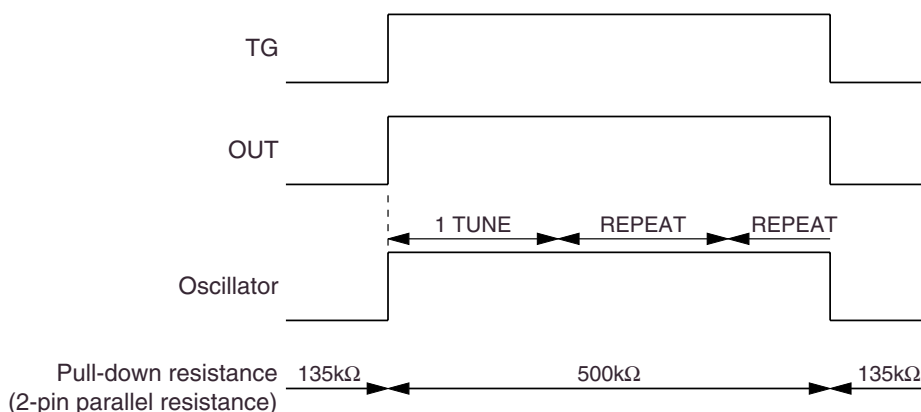 TG
OUT
1 TUNE REPEAT REPEAT
Oscillator
Pull-down resistance 135kΩ 500kΩ 135kΩ
(2-pin parallel resistance)